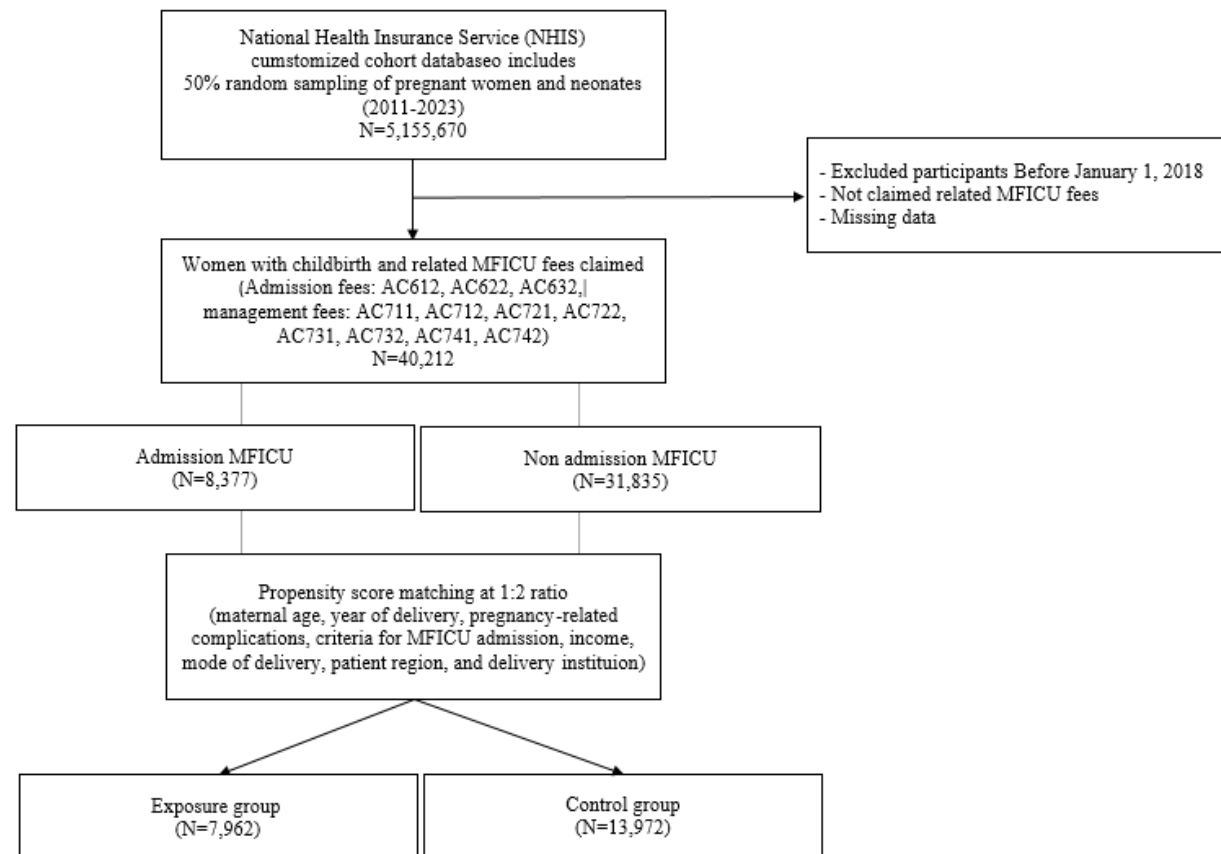 National Health Insurance Service (NHIS)
cumstomized cohort databaseo includes
50% random sampling of pregnant women and neonates
(2011-2023)
N=5,155,670
- Excluded participants Before January 1, 2018
- Not claimed related MFICU fees
- Missing data
Women with childbirth and related MFICU fees claimed
(Admission fees: AC612, AC622, AC632,|
management fees: AC711, AC712, AC721, AC722,
AC731, AC732, AC741, AC742)
N=40,212
Admission MFICU
(N=8,377)
Non admission MFICU
(N=31,835)
Propensity score matching at 1:2 ratio
(maternal age, year of delivery, pregnancy-related
complications, criteria for MFICU admission, income,
mode of delivery, patient region, and delivery instituion)
Exposure group
(N=7,962)
Control group
(N=13,972)